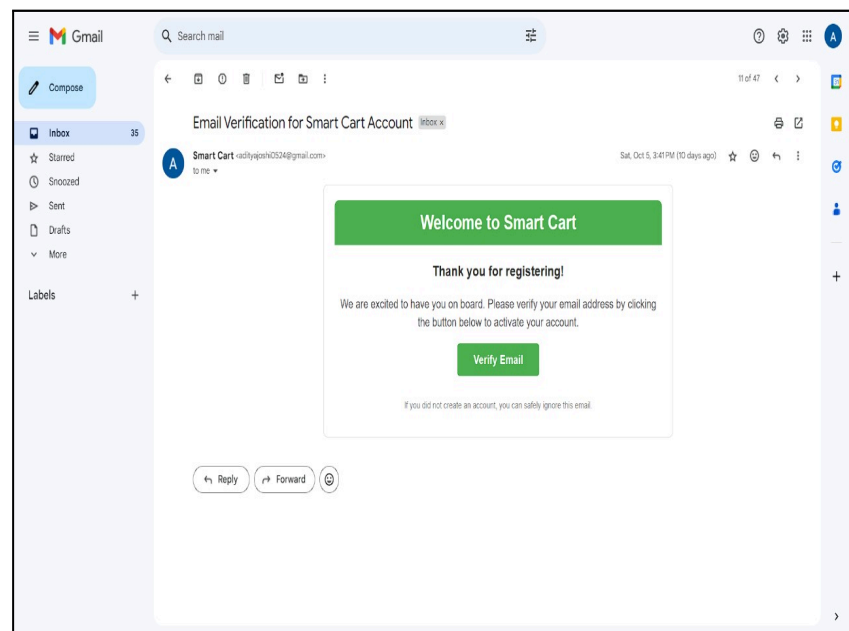 Gmail
Search mail
A
Compose
11 of 47
Inbox 35
Starred
Snoozed
Sent
Drafts
More
Labels
Email Verification for Smart Cart Account Inbox x
A
Smart Cart <adityajoshi0524@gmail.com> Sat, Oct 5, 3:41 PM (10 days ago)
to me
Welcome to Smart Cart
Thank you for registering!
We are excited to have you on board. Please verify your email address by clicking
the button below to activate your account.
Verify Email
If you did not create an account, you can safely ignore this email.
Reply Forward